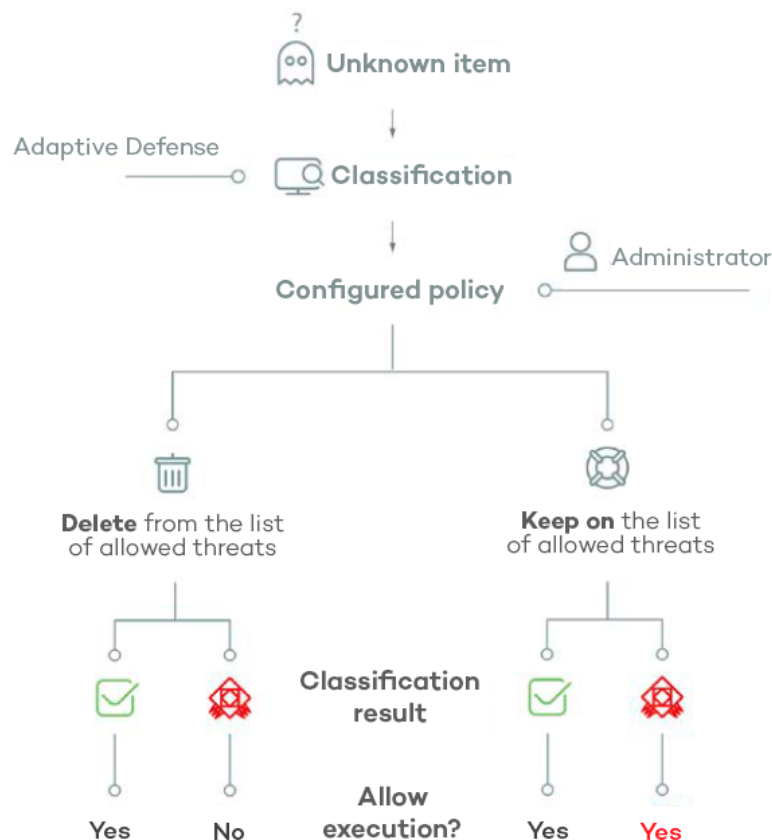 ?
Unknown item
Adaptive Defense
Classification
Administrator
Configured policy
Delete from the list
of allowed threats
Keep on the list
of allowed threats
Classification
result
Allow
execution?
Yes
No
Yes
Yes